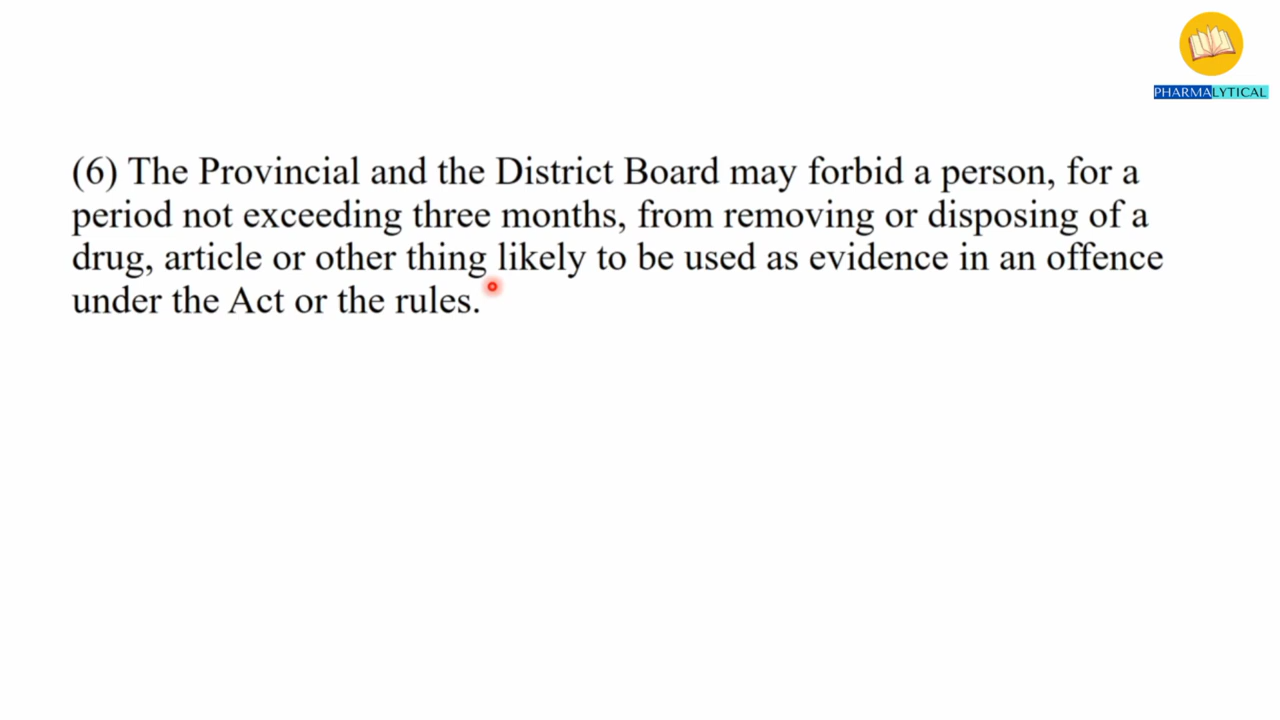 PHARMALYTICAL
(6) The Provincial and the District Board may forbid a person, for a
period not exceeding three months, from removing or disposing of a
drug, article or other thing likely to be used as evidence in an offence
under the Act or the rules.